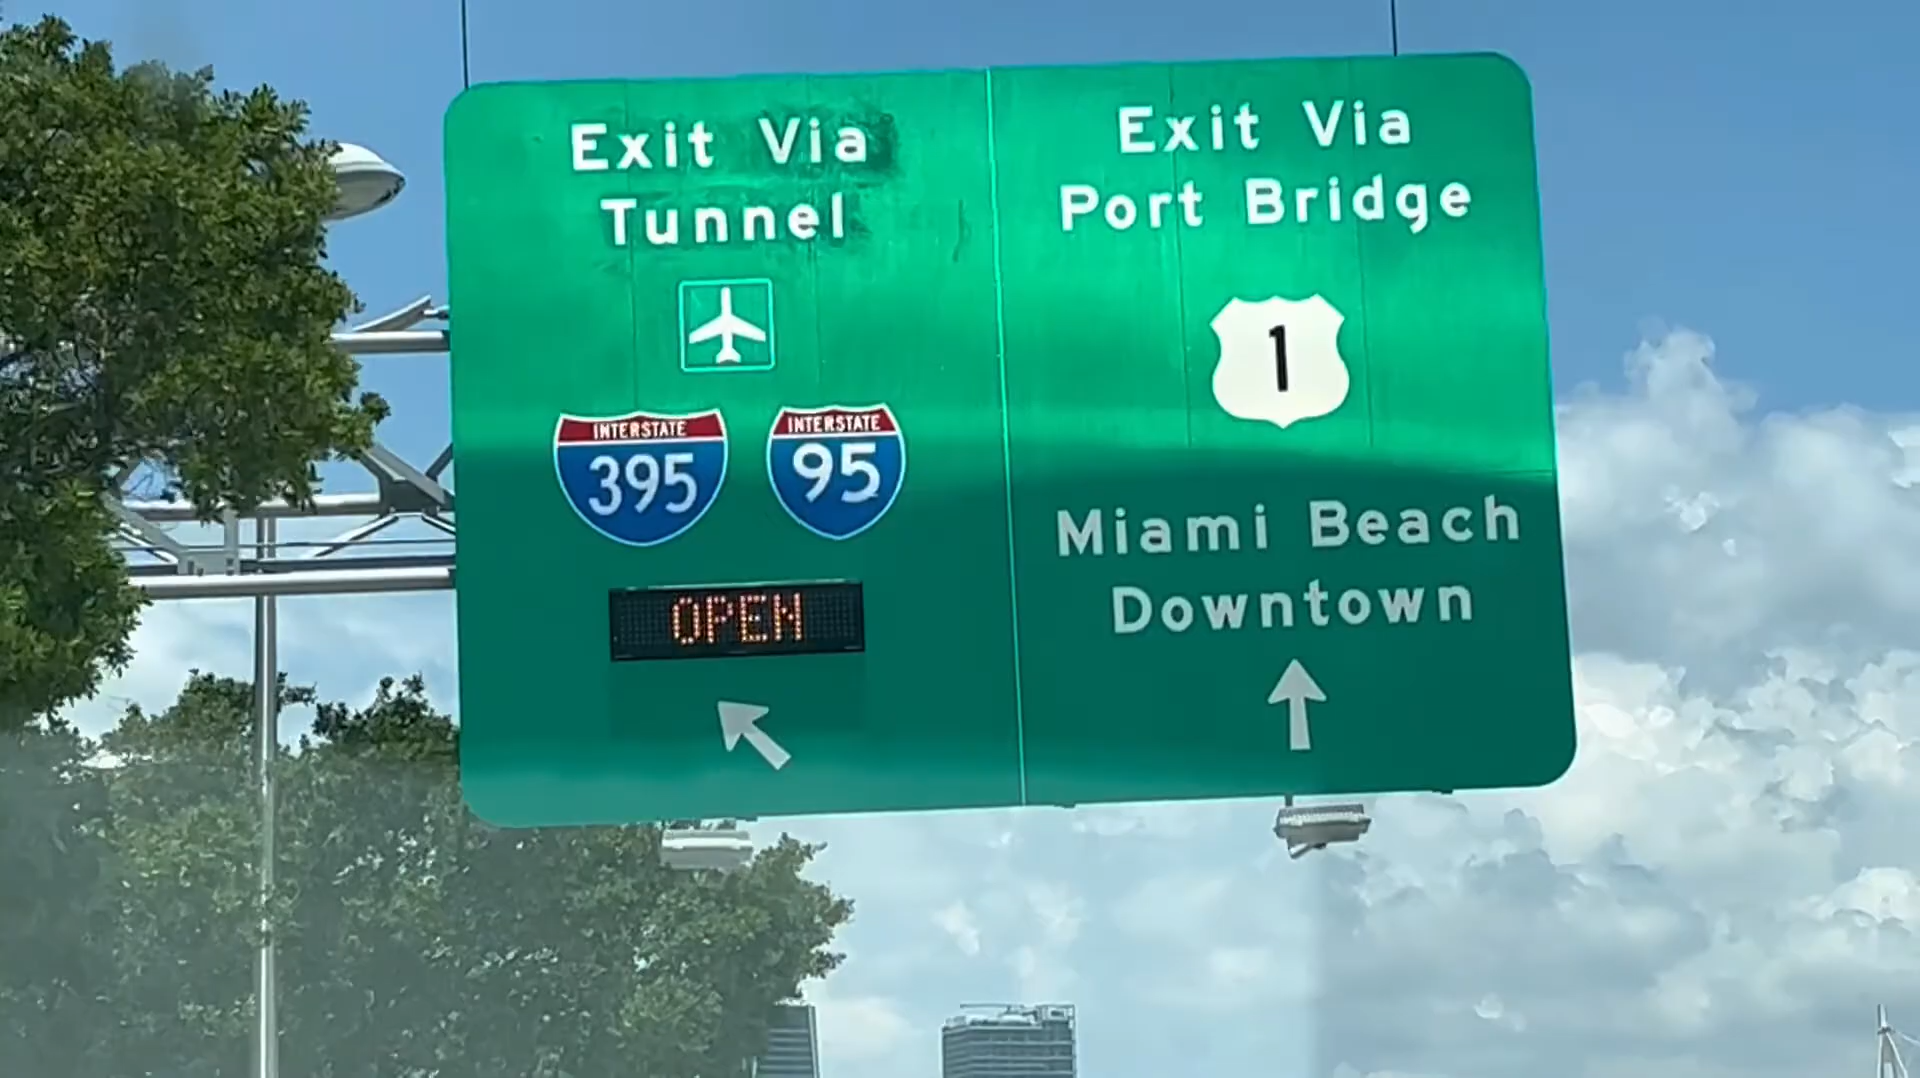 Exit Via
Tunnel
INTERSTATE
395
INTERSTATE
95
OPEN
Exit Via
Port Bridge
1
Miami Beach
Downtown